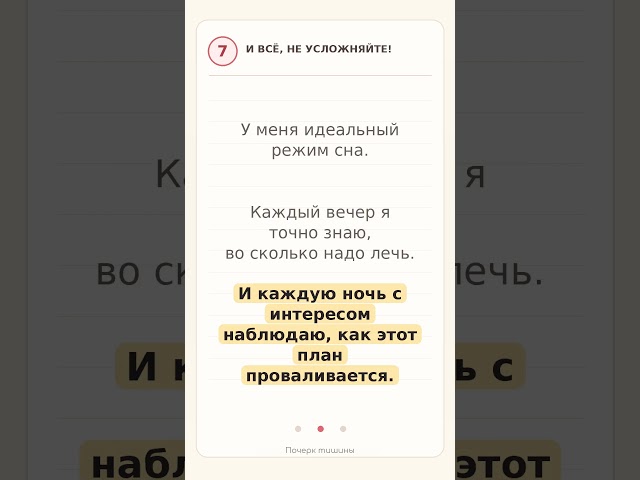 7
И ВСЁ, НЕ УСЛОЖНЯЙТЕ!
У меня идеальный
режим сна.
Каждый вечер я
точно знаю,
во сколько надо лечь.
И каждую ночь с
интересом
наблюдаю, как этот
план
проваливается.
Почерк тишины